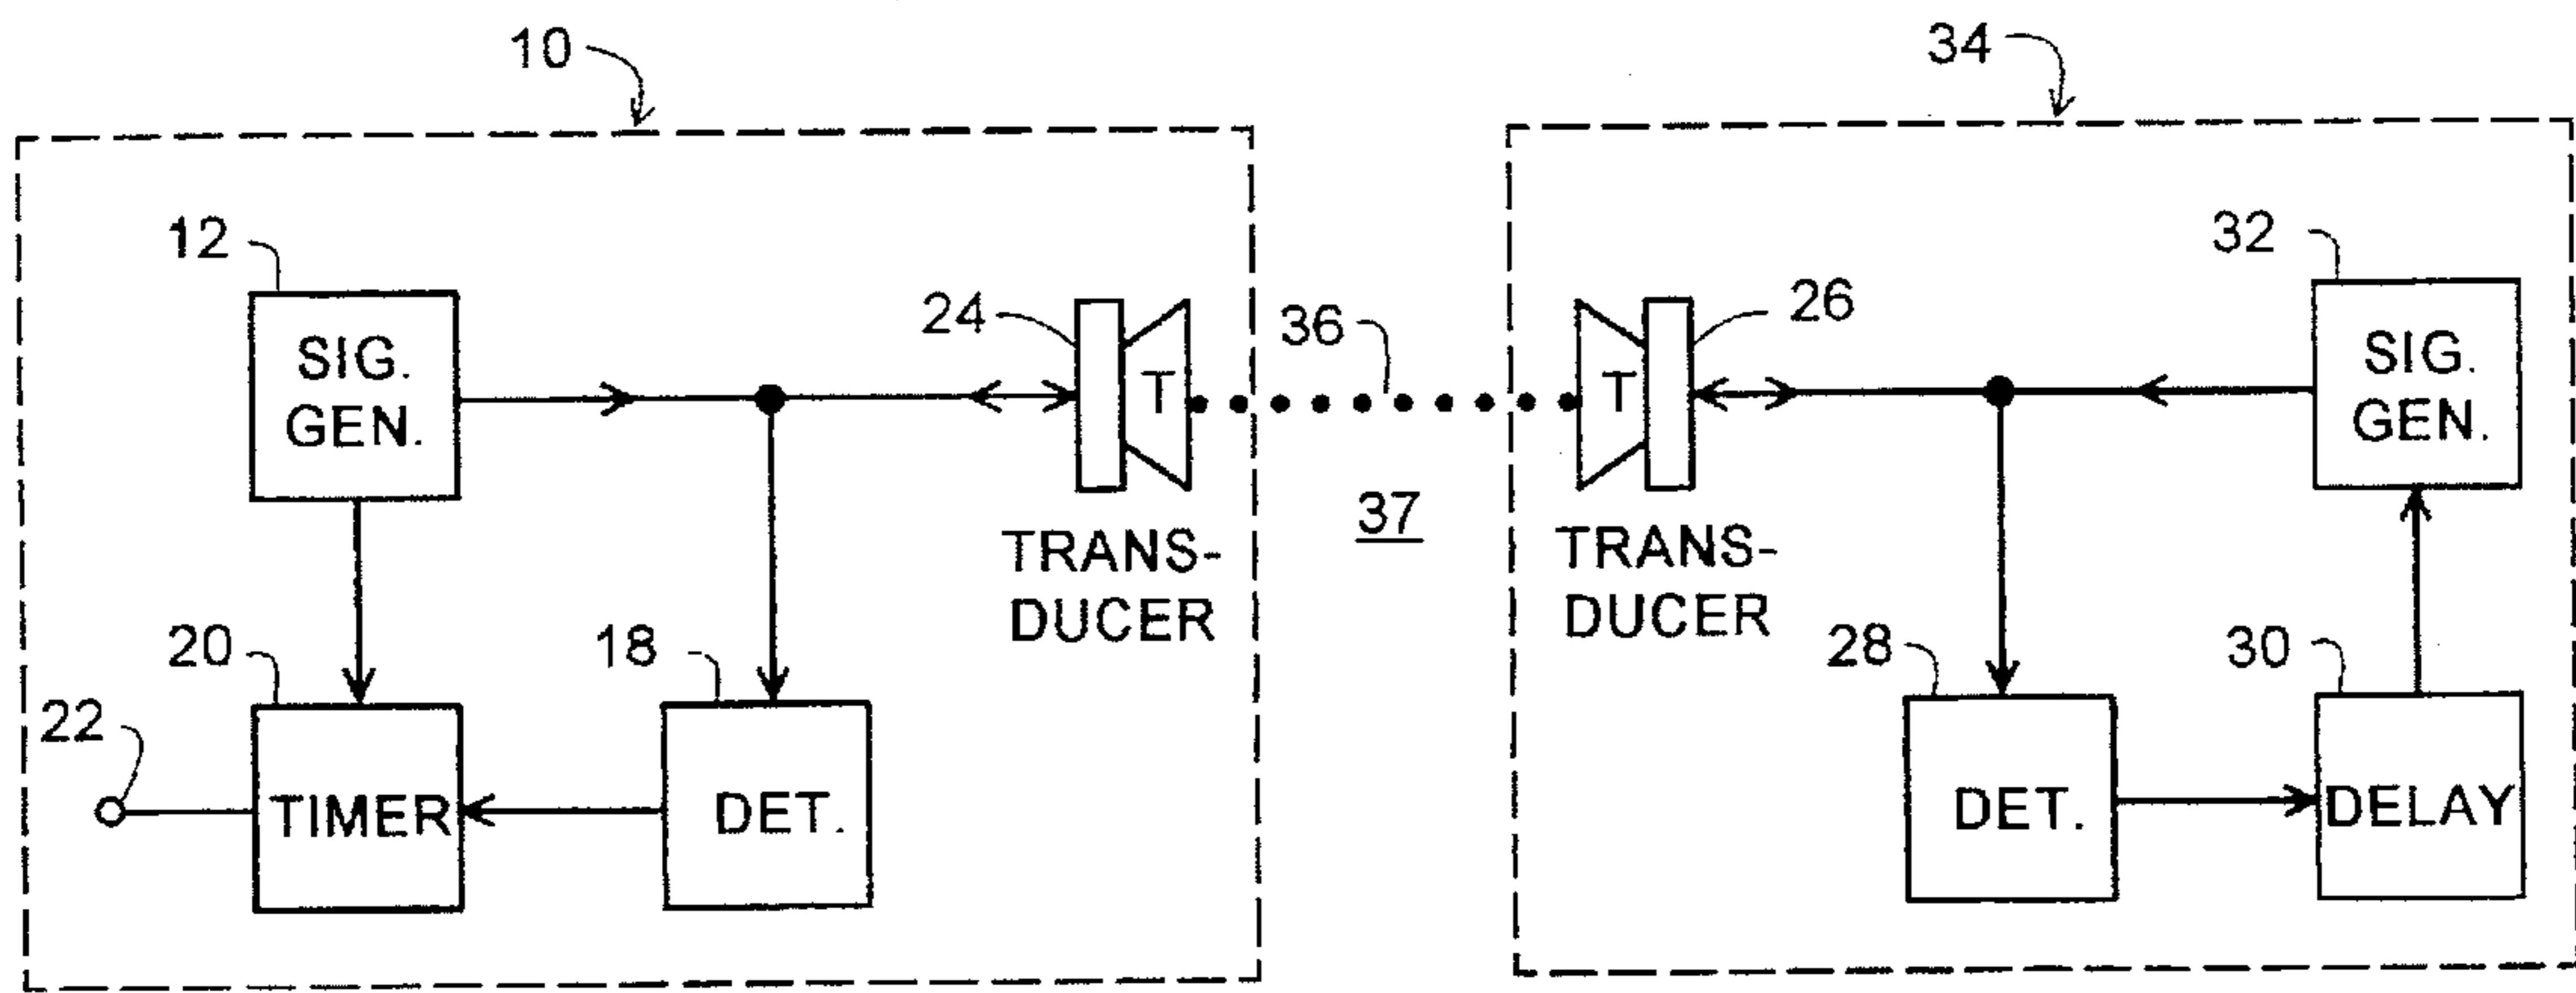 10
34
12
32
SIG.
GEN.
24
T
36
T
26
SIG.
GEN.
37
TRANS-
DUCER
TRANS-
DUCER
20
18
28
30
22
TIMER
DET.
DET.
DELAY